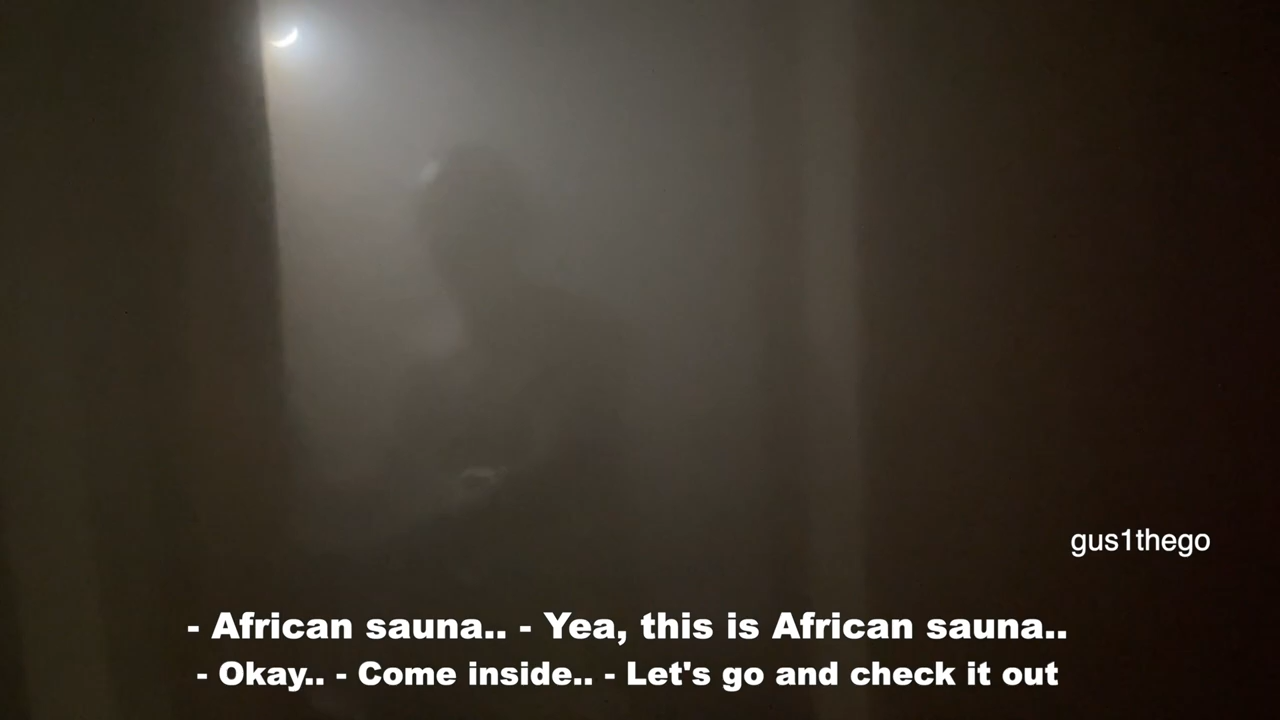 gus1thego
- African sauna.. - Yea, this is African sauna..
- Okay.. - Come inside.. - Let's go and check it out